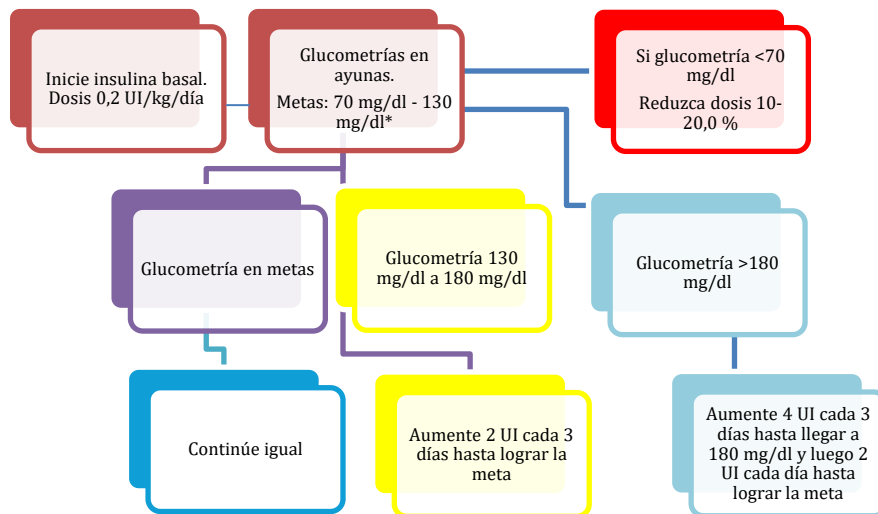 Inicie insulina basal.
Dosis 0,2 UI/kg/día
Glucometrías en
ayunas.
Metas: 70 mg/dl - 130
mg/dl*
Si glucometría <70
mg/dl
Reduzca dosis 10-
20,0 %
Glucometría en metas
Glucometría 130
mg/dl a 180 mg/dl
Glucometría >180
mg/dl
Continúe igual
Aumente 2 UI cada 3
días hasta lograr la
meta
Aumente 4 UI cada 3
días hasta llegar a
180 mg/dl y luego 2
UI cada día hasta
lograr la meta